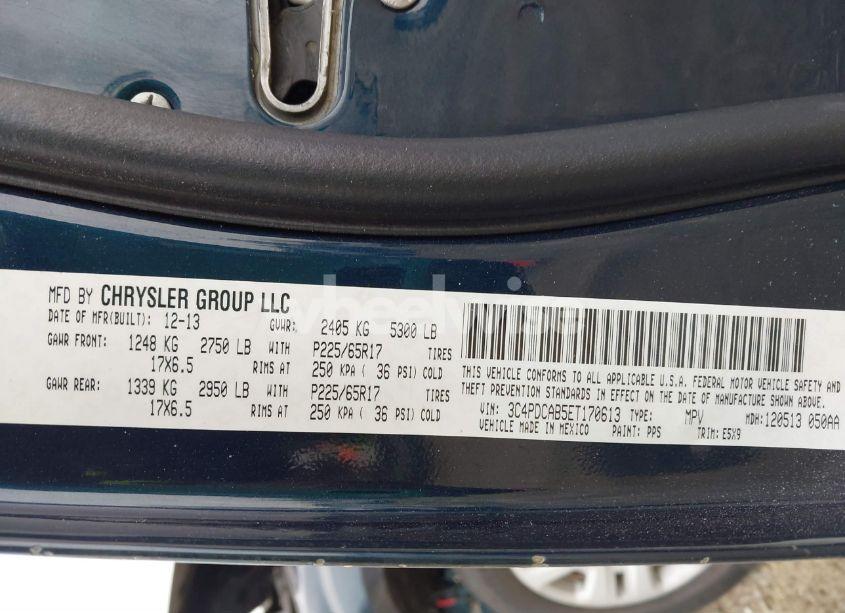 MFD BY CHRYSLER GROUP LLC
DATE OF MFR(BUILT): 12-13 GVWR: 2405 KG 5300 LB
GAWR FRONT: 1248 KG 2750 LB WITH P225/65R17 TIRES
17X6.5 RIMS AT 250 KPA ( 36 PSI) COLD
GAWR REAR: 1339 KG 2950 LB WITH P225/65R17 TIRES
17X6.5 RIMS AT 250 KPA ( 36 PSI) COLD
THIS VEHICLE CONFORMS TO ALL APPLICABLE U.S.A. FEDERAL MOTOR VEHICLE SAFETY AND
THEFT PREVENTION STANDARDS IN EFFECT ON THE DATE OF MANUFACTURE SHOWN ABOVE.
VIN: 3C4PDCAB5ET170613 TYPE: MPV MDH: 120513 050AA
VEHICLE MADE IN MEXICO PAINT: PPS TRIM: E5X9